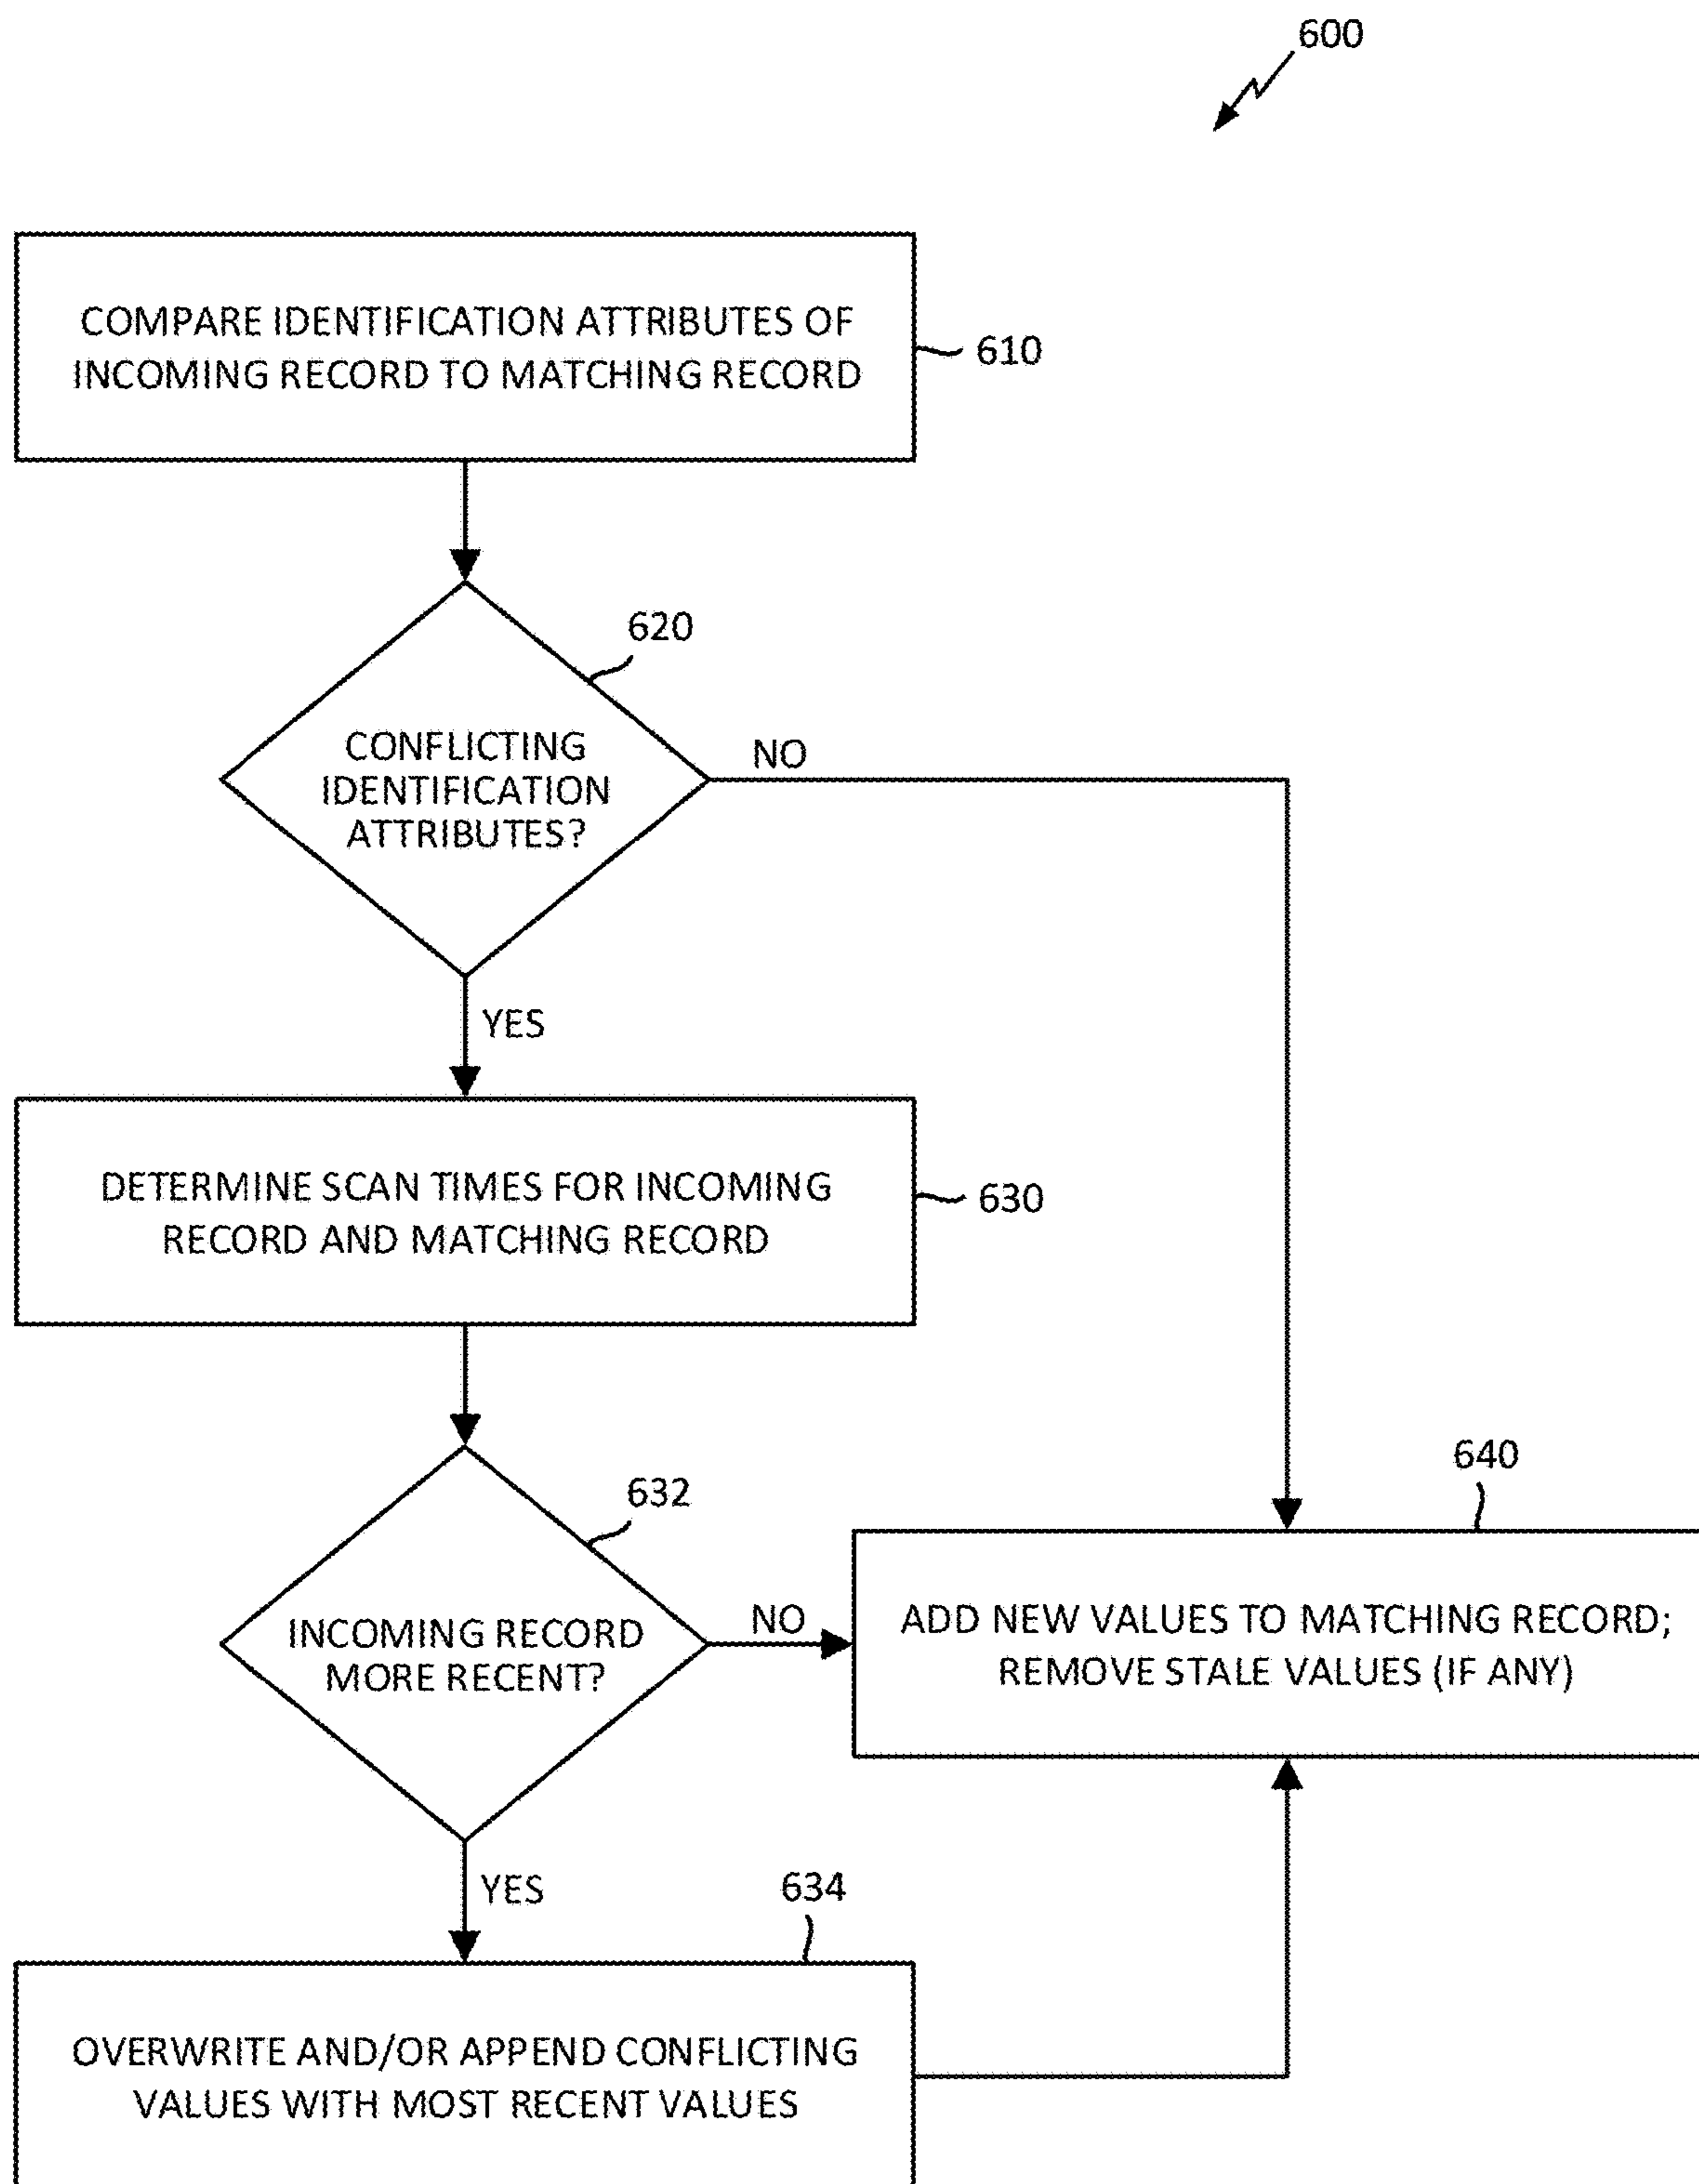 600
COMPARE IDENTIFICATION ATTRIBUTES OF
INCOMING RECORD TO MATCHING RECORD
610
620
CONFLICTING
IDENTIFICATION
ATTRIBUTES?
NO
YES
DETERMINE SCAN TIMES FOR INCOMING
RECORD AND MATCHING RECORD
630
632
INCOMING RECORD
MORE RECENT?
NO
640
ADD NEW VALUES TO MATCHING RECORD;
REMOVE STALE VALUES (IF ANY)
YES
634
OVERWRITE AND/OR APPEND CONFLICTING
VALUES WITH MOST RECENT VALUES